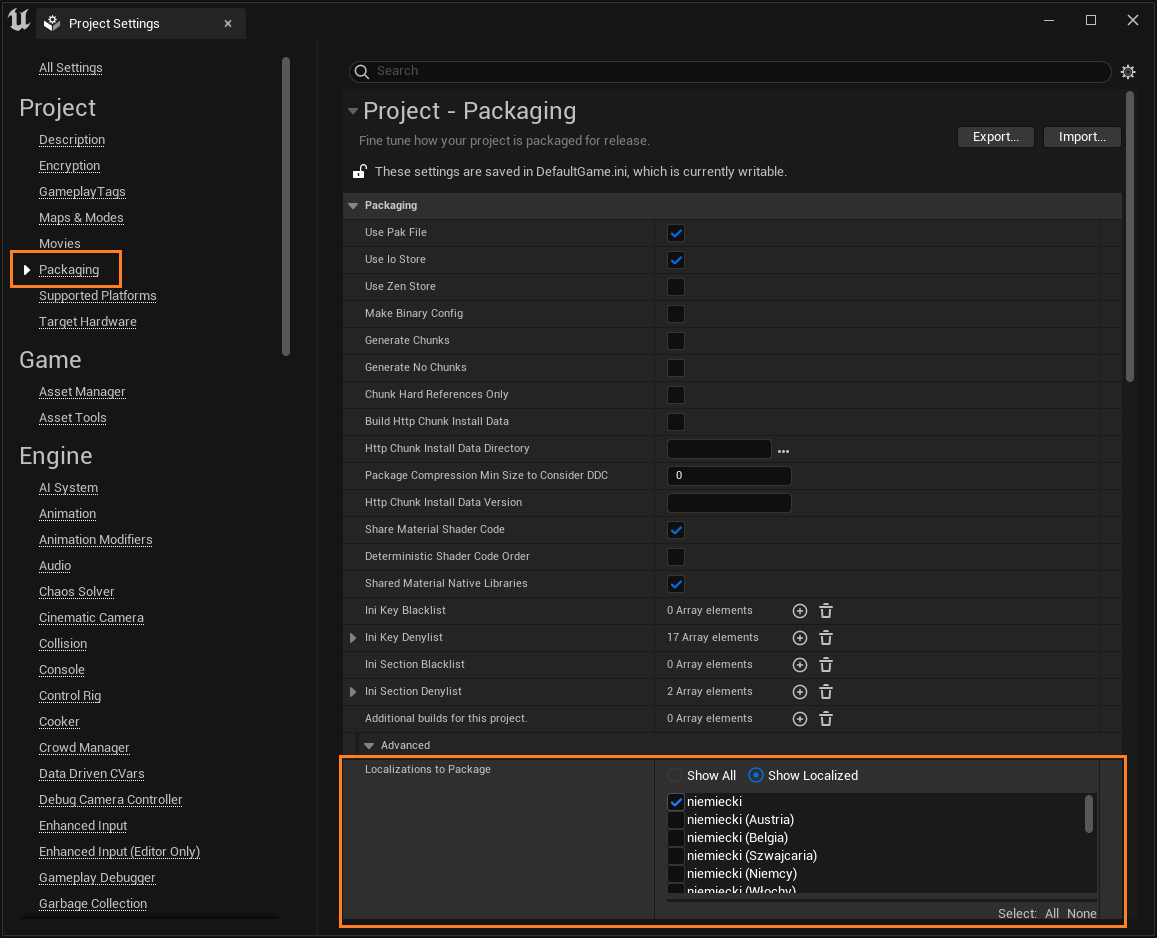 Project Settings
All Settings
Project
Description
Encryption
GameplayTags
Maps & Modes
Movies
Packaging
Supported Platforms
Target Hardware
Game
Asset Manager
Asset Tools
Engine
AI System
Animation
Animation Modifiers
Audio
Chaos Solver
Cinematic Camera
Collision
Console
Control Rig
Cooker
Crowd Manager
Data Driven CVars
Debug Camera Controller
Enhanced Input
Enhanced Input (Editor Only)
Gameplay Debugger
Garbage Collection
Search
Project - Packaging
Fine tune how your project is packaged for release.
Export...
Import...
These settings are saved in DefaultGame.ini, which is currently writable.
Packaging
Use Pak File
Use Io Store
Use Zen Store
Make Binary Config
Generate Chunks
Generate No Chunks
Chunk Hard References Only
Build Http Chunk Install Data
Http Chunk Install Data Directory
Package Compression Min Size to Consider DDC 0
Http Chunk Install Data Version
Share Material Shader Code
Deterministic Shader Code Order
Shared Material Native Libraries
Ini Key Blacklist 0 Array elements
Ini Key Denylist 17 Array elements
Ini Section Blacklist 0 Array elements
Ini Section Denylist 2 Array elements
Additional builds for this project. 0 Array elements
Advanced
Localizations to Package
Show All Show Localized
niemiecki
niemiecki (Austria)
niemiecki (Belgia)
niemiecki (Szwajcaria)
niemiecki (Niemcy)
niemiecki (Włochy)
Select: All None